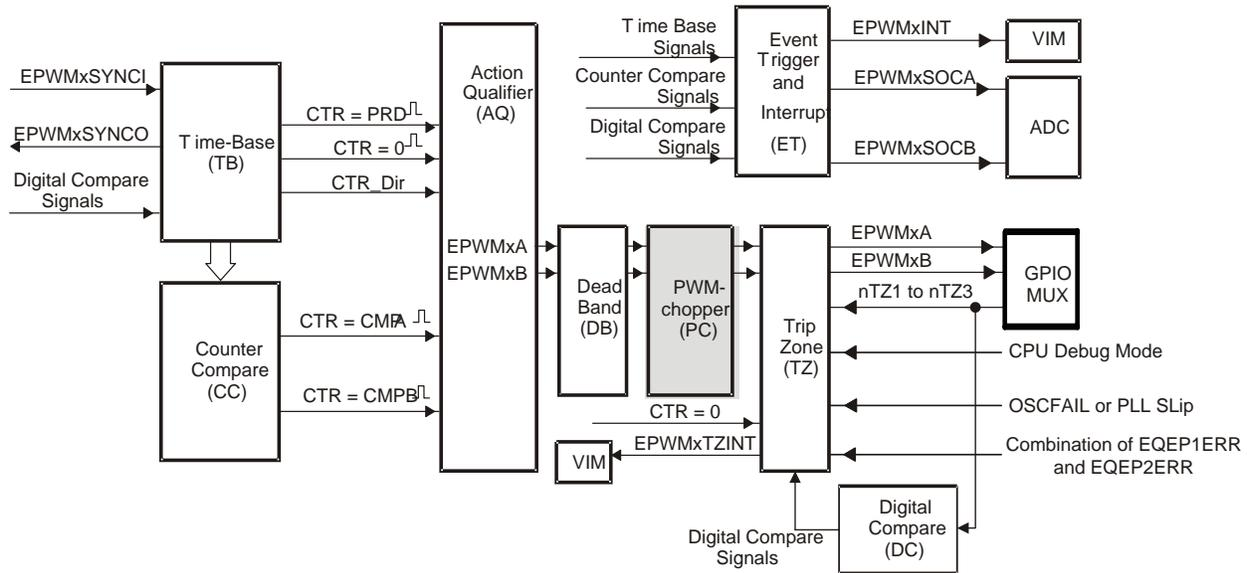 EPWMxSYNCI
EPWMxSYNCO
Digital Compare
Signals
Time-Base
(TB)
CTR = PRD
CTR = 0
CTR_Dir
Counter
Compare
(CC)
CTR = CMPA
CTR = CMPB
Action
Qualifier
(AQ)
EPWMxA
EPWMxB
Time Base
Signals
Counter Compare
Signals
Digital Compare
Signals
Event
Trigger
and
Interrupt
(ET)
EPWMxINT
EPWMxSOCA
EPWMxSOCB
VIM
ADC
Dead
Band
(DB)
PWM-
chopper
(PC)
Trip
Zone
(TZ)
EPWMxA
EPWMxB
nTZ1 to nTZ3
GPIO
MUX
CPU Debug Mode
OSCFAIL or PLL SLip
Combination of EQEP1ERR
and EQEP2ERR
CTR = 0
EPWMxTZINT
VIM
Digital Compare
Signals
Digital
Compare
(DC)